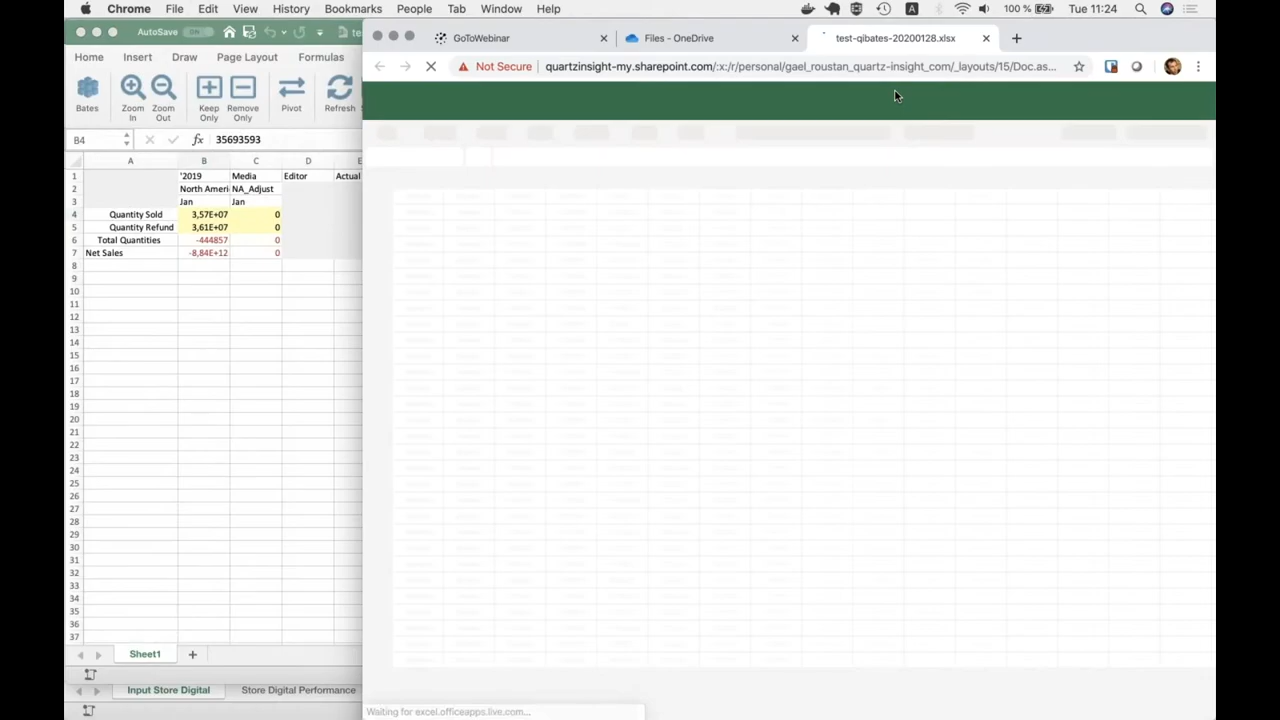 Chrome File Edit View History Bookmarks People Tab Window Help A 100 % Tue 11:24
AutoSave
Home Insert Draw Page Layout Formulas
Bates Zoom In Zoom Out Keep Only Remove Only Pivot Refresh
B4 fx 35693593
A B C D E
1 '2019 Media Editor Actual
2 North Ameri NA_Adjust
3 Jan Jan
4 Quantity Sold 3,57E+07 0
5 Quantity Refund 3,61E+07 0
6 Total Quantities -444857 0
7 Net Sales -8,84E+12 0
8
9
10
11
12
13
14
15
16
17
18
19
20
21
22
23
24
25
26
27
28
29
30
31
32
33
34
35
36
37
Sheet1
Input Store Digital Store Digital Performance
GoToWebinar Files - OneDrive test-qibates-20200128.xlsx
Not Secure quartzinsight-my.sharepoint.com/:x:/r/personal/gael_roustan_quartz-insight_com/_layouts/15/Doc.as...
Waiting for excel.officeapps.live.com...